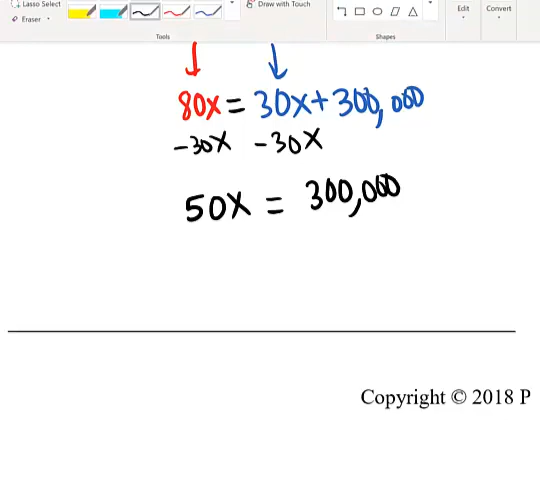 Lasso Select
Eraser
Draw with Touch
Edit
Convert
Tools
Shapes
80x = 30x + 300,000
-30x -30x
50x = 300,000
Copyright © 2018 P